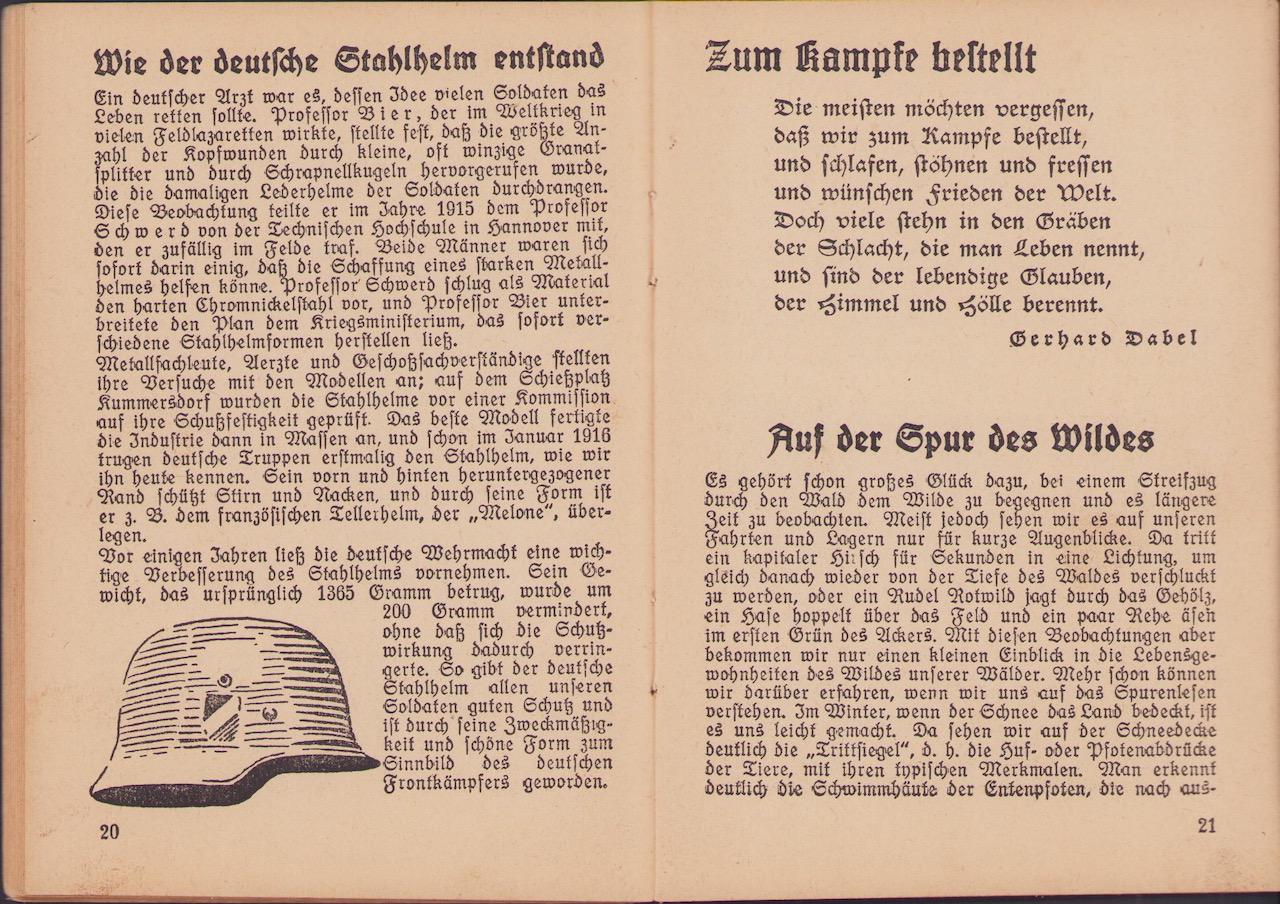 Wie der deutsche Stahlhelm entstand
Ein deutscher Arzt war es, dessen Idee vielen Soldaten das
Leben retten sollte. Professor Bier, der im Weltkrieg in
vielen Feldlazaretten wirkte, stellte fest, daß die größte An-
zahl der Kopfwunden durch kleine, oft winzige Granat-
splitter und durch Schrapnellkugeln hervorgerufen wurde,
die die damaligen Lederhelme der Soldaten durchdrangen.
Diese Beobachtung teilte er im Jahre 1915 dem Professor
Schwerd von der Technischen Hochschule in Hannover mit,
den er zufällig im Felde traf. Beide Männer waren sich
sofort darin einig, daß die Schaffung eines starken Metall-
helmes helfen könne. Professor Schwerd schlug als Material
den harten Chromnickelstahl vor, und Professor Bier unter-
breitete den Plan dem Kriegsministerium, das sofort ver-
schiedene Stahlhelmformen herstellen ließ.
Metallfachleute, Aerzte und Geschoßsachverständige stellten
ihre Versuche mit den Modellen an; auf dem Schießplatz
Kummersdorf wurden die Stahlhelme vor einer Kommission
auf ihre Schußfestigkeit geprüft. Das beste Modell fertigte
die Industrie dann in Massen an, und schon im Januar 1916
trugen deutsche Truppen erstmalig den Stahlhelm, wie wir
ihn heute kennen. Sein vorn und hinten heruntergezogener
Rand schützt Stirn und Nacken, und durch seine Form ist
er z. B. dem französischen Tellerhelm, der „Melone“, über-
legen.
Vor einigen Jahren ließ die deutsche Wehrmacht eine wich-
tige Verbesserung des Stahlhelms vornehmen. Sein Ge-
wicht, das ursprünglich 1365 Gramm betrug, wurde um
200 Gramm vermindert,
ohne daß sich die Schutz-
wirkung dadurch verrin-
gerte. So gibt der deutsche
Stahlhelm allen unseren
Soldaten guten Schutz und
ist durch seine Zweckmäßig-
keit und schöne Form zum
Sinnbild des deutschen
Frontkämpfers geworden.
20
Zum Kampfe bestellt
Die meisten möchten vergessen,
daß wir zum Kampfe bestellt,
und schlafen, stöhnen und fressen
und wünschen Frieden der Welt.
Doch viele stehn in den Gräben
der Schlacht, die man Leben nennt,
und sind der lebendige Glauben,
der Himmel und Hölle berennt.
Gerhard Dabel
Auf der Spur des Wildes
Es gehört schon großes Glück dazu, bei einem Streifzug
durch den Wald dem Wilde zu begegnen und es längere
Zeit zu beobachten. Meist jedoch sehen wir es auf unseren
Fahrten und Lagern nur für kurze Augenblicke. Da tritt
ein kapitaler Hirsch für Sekunden in eine Lichtung, um
gleich danach wieder von der Tiefe des Waldes verschluckt
zu werden, oder ein Rudel Rotwild jagt durch das Gehölz,
ein Hase hoppelt über das Feld und ein paar Rehe äsen
im ersten Grün des Ackers. Mit diesen Beobachtungen aber
bekommen wir nur einen kleinen Einblick in die Lebensge-
wohnheiten des Wildes unserer Wälder. Mehr schon können
wir darüber erfahren, wenn wir uns auf das Spurenlesen
verstehen. Im Winter, wenn der Schnee das Land bedeckt, ist
es uns leicht gemacht. Da sehen wir auf der Schneedecke
deutlich die „Trittsiegel“, d. h. die Huf- oder Pfotenabdrücke
der Tiere, mit ihren typischen Merkmalen. Man erkennt
deutlich die Schwimmhäute der Entenpfoten, die nach aus-
21